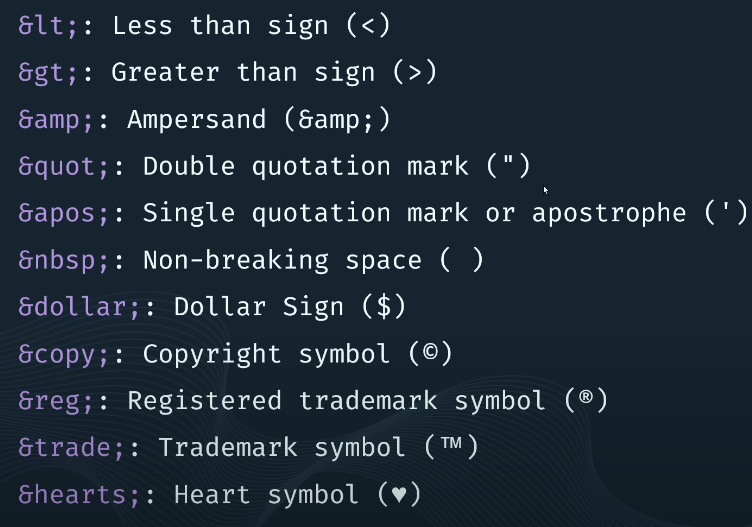 &lt;: Less than sign (<)
&gt;: Greater than sign (>)
&amp;: Ampersand (&amp;)
&quot;: Double quotation mark (")
&apos;: Single quotation mark or apostrophe (')
&nbsp;: Non-breaking space ( )
&dollar;: Dollar Sign ($)
&copy;: Copyright symbol (©)
&reg;: Registered trademark symbol (®)
&trade;: Trademark symbol (™)
&hearts;: Heart symbol (♥)